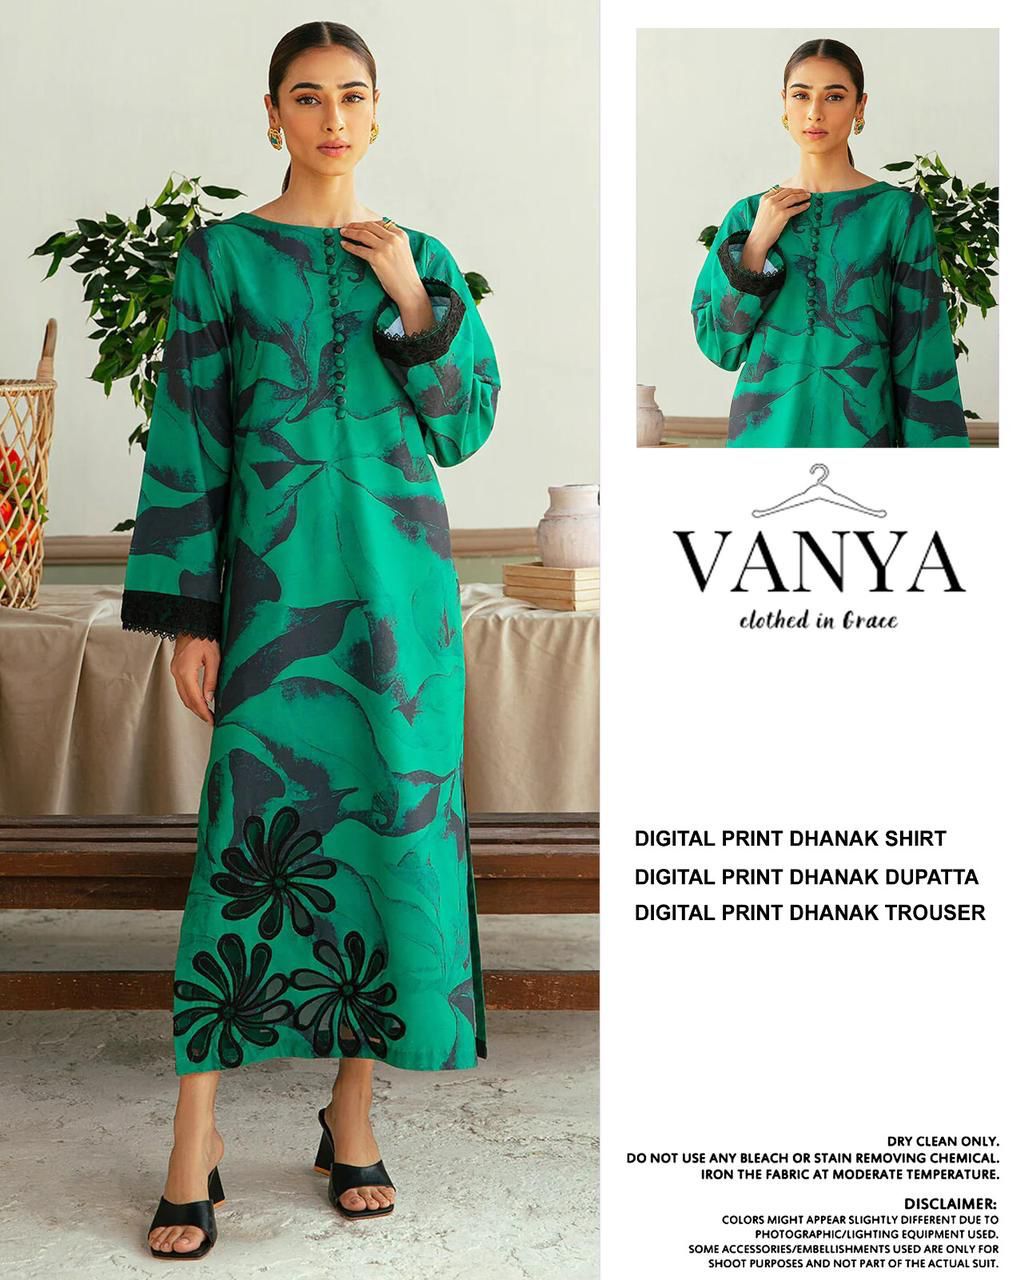 VANYA
clothed in Grace
DIGITAL PRINT DHANAK SHIRT
DIGITAL PRINT DHANAK DUPATTA
DIGITAL PRINT DHANAK TROUSER
DRY CLEAN ONLY.
DO NOT USE ANY BLEACH OR STAIN REMOVING CHEMICAL.
IRON THE FABRIC AT MODERATE TEMPERATURE.
DISCLAIMER:
COLORS MIGHT APPEAR SLIGHTLY DIFFERENT DUE TO
PHOTOGRAPHIC/LIGHTING EQUIPMENT USED.
SOME ACCESSORIES/EMBELLISHMENTS USED ARE ONLY FOR
SHOOT PURPOSES AND NOT PART OF THE ACTUAL SUIT.